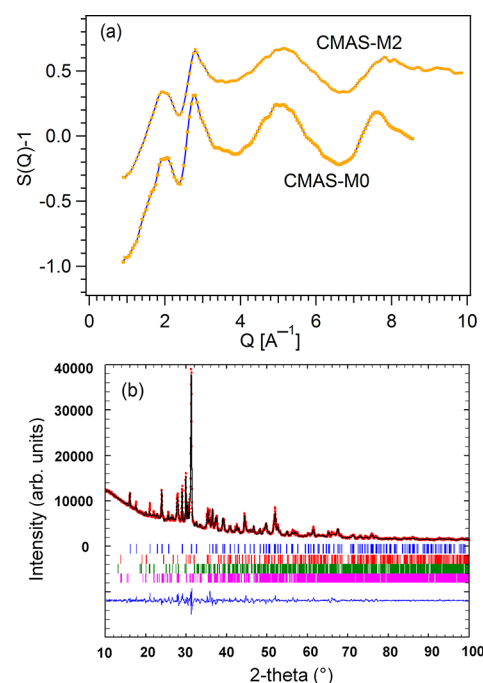 (a)
CMAS-M2
CMAS-M0
S(Q)-1
0.5
0.0
-0.5
-1.0
0 2 4 6 8 10
Q [A⁻¹]
(b)
Intensity (arb. units)
40000
30000
20000
10000
0
10 20 30 40 50 60 70 80 90 100
2-theta (°)